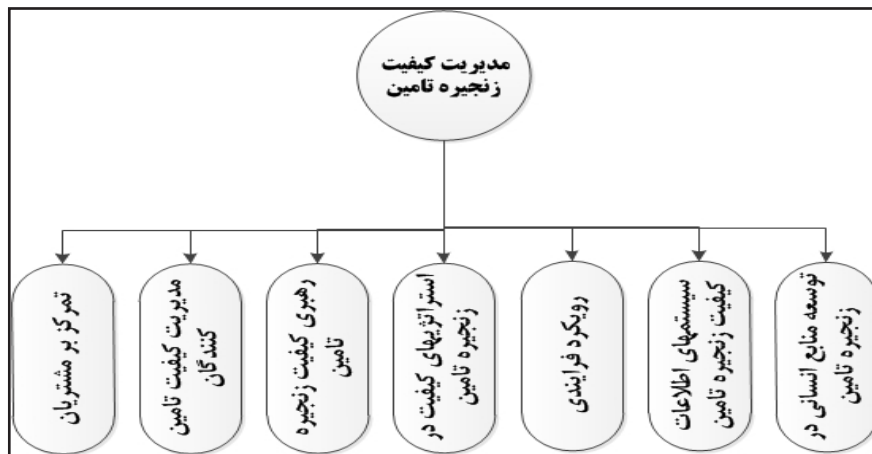 مدیریت کیفیت
زنجیره تامین
توسعه منابع انسانی در
زنجیره تامین
سیستمهای اطلاعات
کیفیت زنجیره تامین
رویکرد فرایندی
استراتژیهای کیفیت در
زنجیره تامین
رهبری کیفیت زنجیره
تامین
مدیریت کیفیت تامین
کنندگان
تمرکز بر مشتریان